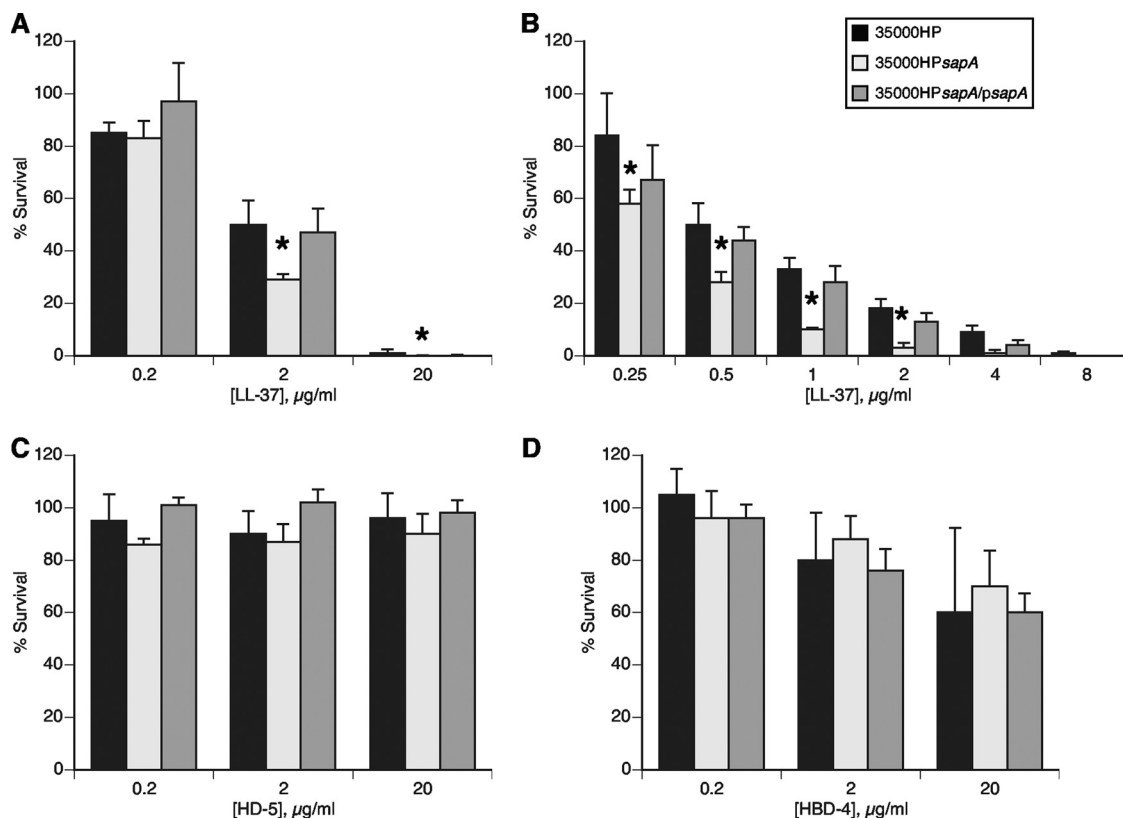 A
120
100
80
60
40
20
0
% Survival
*
*
0.2 2 20
[LL-37], µg/ml
B
120
100
80
60
40
20
0
% Survival
35000HP
35000HPsapA
35000HPsapA/psapA
*
*
*
*
0.25 0.5 1 2 4 8
[LL-37], µg/ml
C
120
100
80
60
40
20
0
% Survival
0.2 2 20
[HD-5], µg/ml
D
120
100
80
60
40
20
0
% Survival
0.2 2 20
[HBD-4], µg/ml